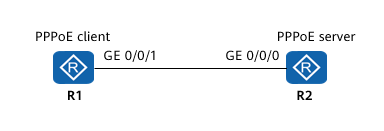 PPPoE client PPPoE server
GE 0/0/1 GE 0/0/0
R R
R1 R2